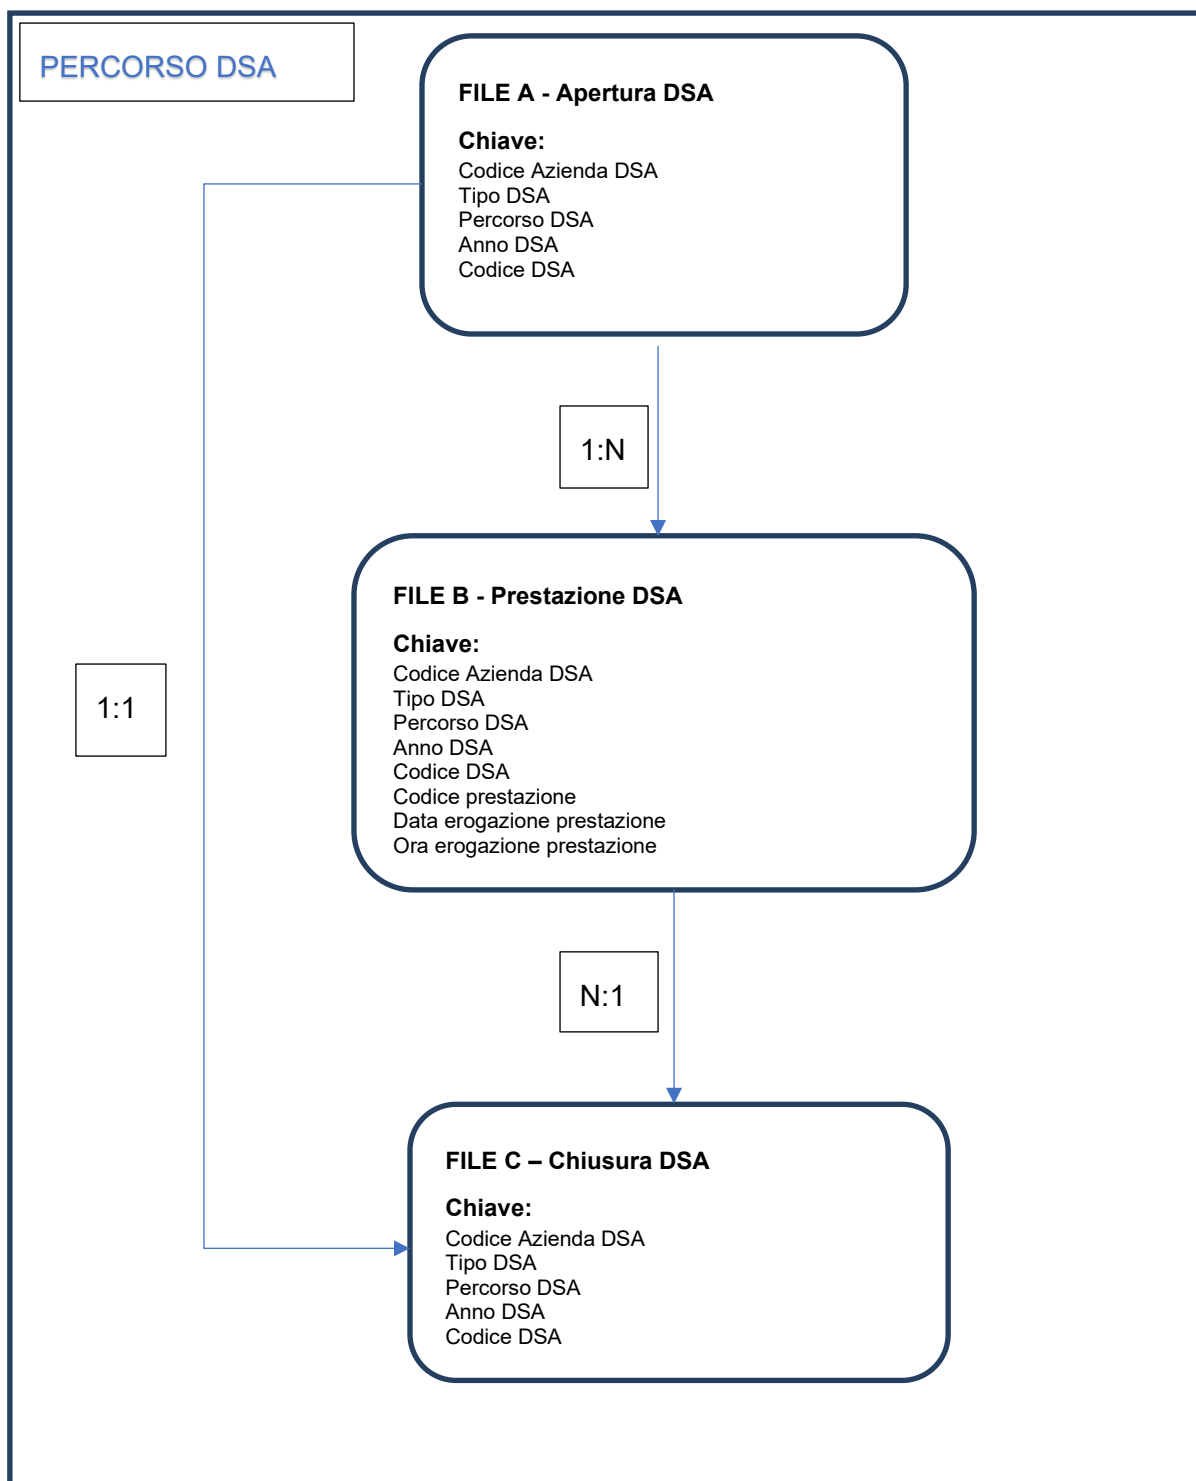 PERCORSO DSA
FILE A - Apertura DSA
Chiave:
Codice Azienda DSA
Tipo DSA
Percorso DSA
Anno DSA
Codice DSA
1:N
FILE B - Prestazione DSA
Chiave:
Codice Azienda DSA
Tipo DSA
Percorso DSA
Anno DSA
Codice DSA
Codice prestazione
Data erogazione prestazione
Ora erogazione prestazione
1:1
N:1
FILE C – Chiusura DSA
Chiave:
Codice Azienda DSA
Tipo DSA
Percorso DSA
Anno DSA
Codice DSA